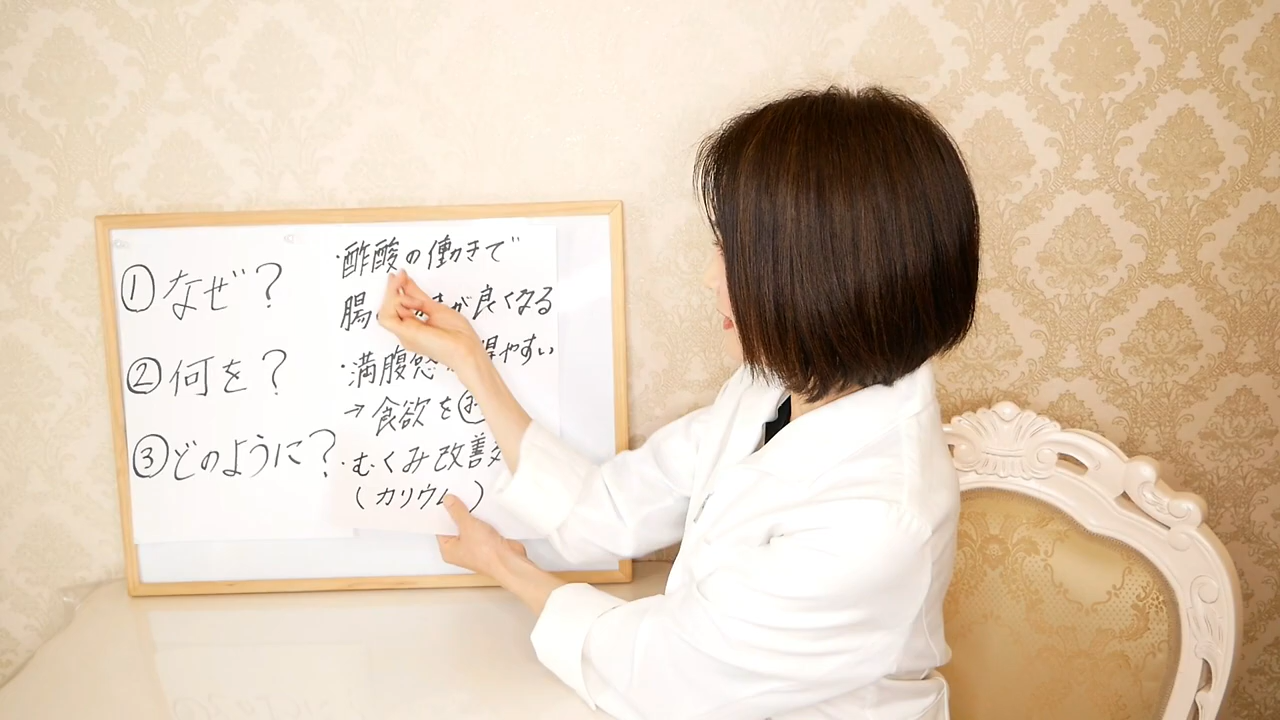 ① なぜ?
② 何を?
③ どのように?
・酢酸の働きで
腸 が良くなる
・満腹感 得やすい
→ 食欲を
・むくみ改善
(カリウム)